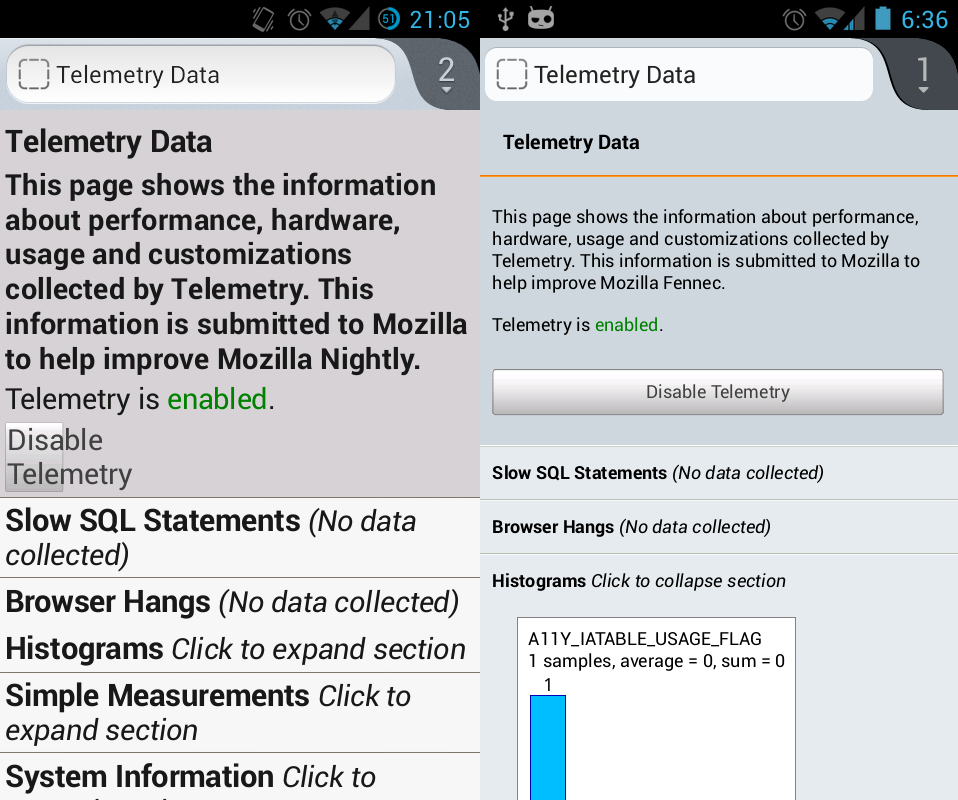 51 21:05
Telemetry Data
2
Telemetry Data
This page shows the information
about performance, hardware,
usage and customizations
collected by Telemetry. This
information is submitted to Mozilla
to help improve Mozilla Nightly.
Telemetry is enabled.
Disable
Telemetry
Slow SQL Statements (No data
collected)
Browser Hangs (No data collected)
Histograms Click to expand section
Simple Measurements Click to
expand section
System Information Click to
6:36
Telemetry Data
1
Telemetry Data
This page shows the information about performance,
hardware, usage and customizations collected by
Telemetry. This information is submitted to Mozilla to
help improve Mozilla Fennec.
Telemetry is enabled.
Disable Telemetry
Slow SQL Statements (No data collected)
Browser Hangs (No data collected)
Histograms Click to collapse section
A11Y_IATABLE_USAGE_FLAG
1 samples, average = 0, sum = 0
1